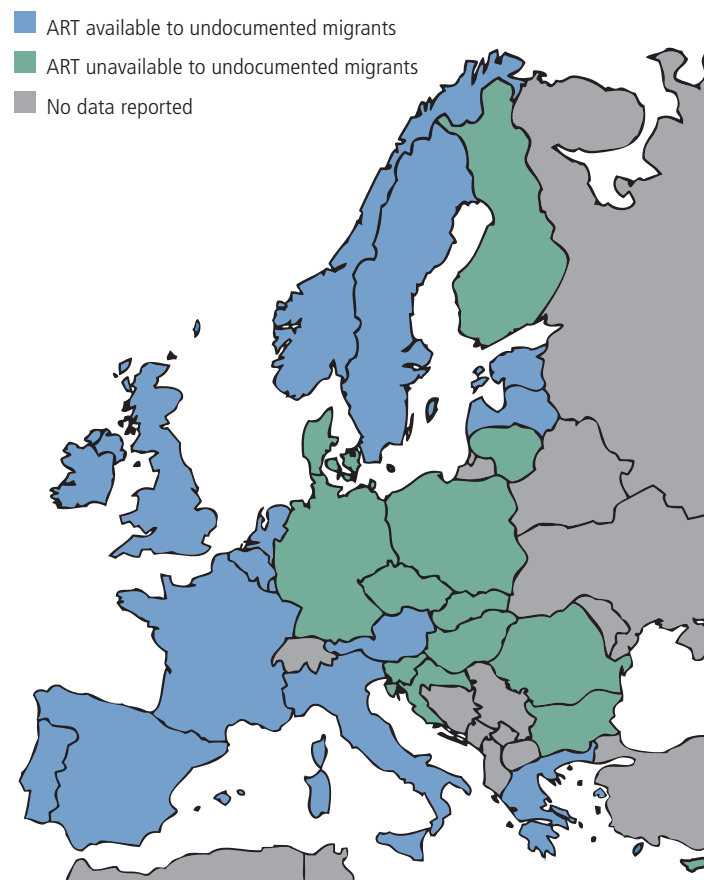 ART available to undocumented migrants
ART unavailable to undocumented migrants
No data reported